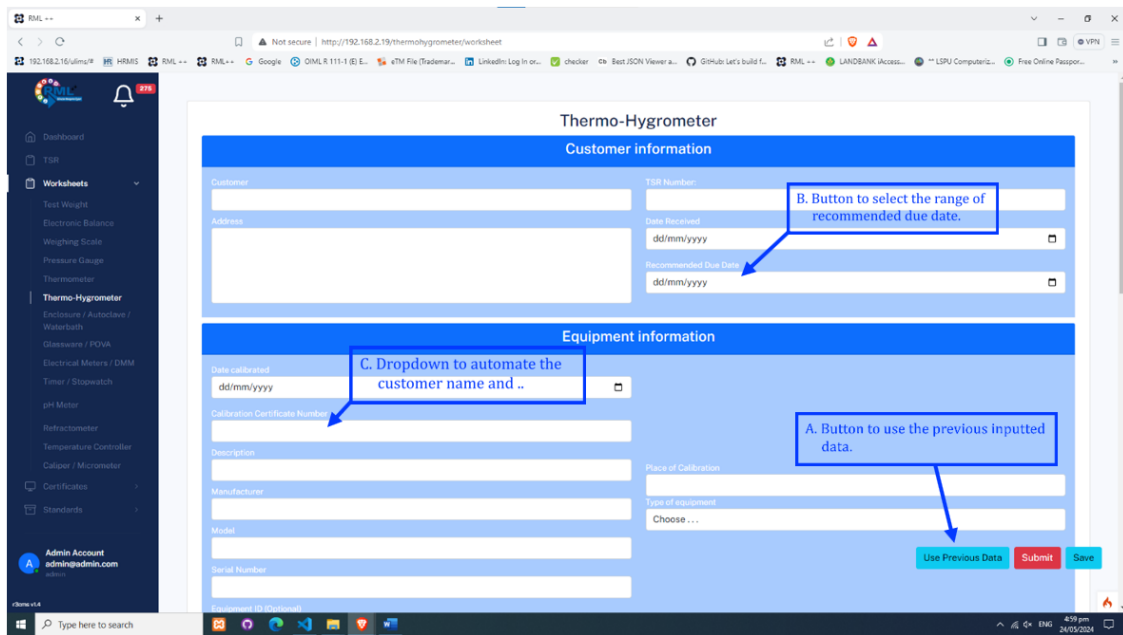 RML ++
Not secure | http://192.168.2.19/thermohygrometer/worksheet
VPN
192.168.2.16/ulims/#
HRMIS
RML ++
RML++
Google
OIML R 111-1 (E) E...
eTM File (Trademar...
LinkedIn: Log In or...
checker
Best JSON Viewer a...
GitHub: Let's build f...
RML ++
LANDBANK iAccess...
** LSPU Computeriz...
Free Online Passpor...
RML
275
Dashboard
TSR
Worksheets
Test Weight
Electronic Balance
Weighing Scale
Pressure Gauge
Thermometer
Thermo-Hygrometer
Enclosure / Autoclave /
Waterbath
Glassware / POVA
Electrical Meters / DMM
Timer / Stopwatch
pH Meter
Refractometer
Temperature Controller
Caliper / Micrometer
Certificates
Standards
A
Admin Account
admin@admin.com
admin
r3oms v1.4
Thermo-Hygrometer
Customer information
Customer
TSR Number:
Address
Date Received
dd/mm/yyyy
Recommended Due Date
dd/mm/yyyy
B. Button to select the range of
recommended due date.
Equipment information
Date calibrated
dd/mm/yyyy
C. Dropdown to automate the
customer name and ..
Calibration Certificate Number
Description
Manufacturer
Model
Serial Number
Equipment ID (Optional)
A. Button to use the previous inputted
data.
Place of Calibration
Type of equipment
Choose ...
Use Previous Data
Submit
Save
Type here to search
ENG
4:59 pm
24/05/2024